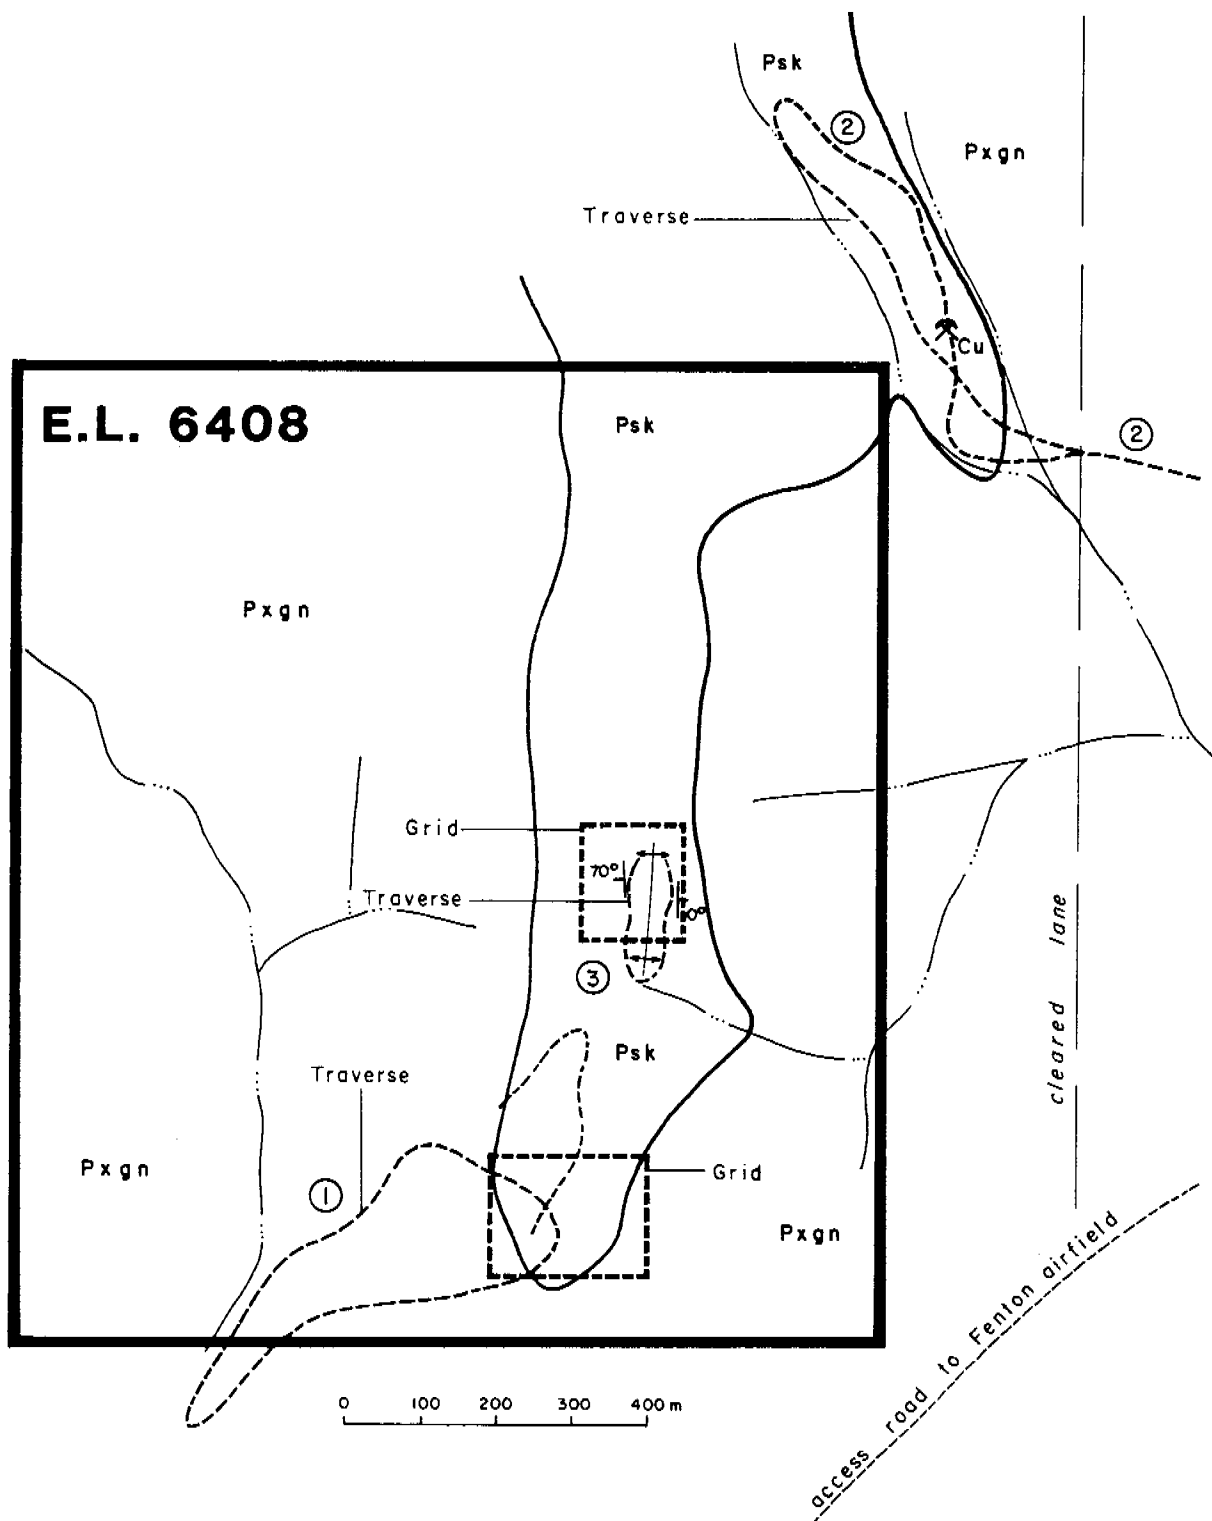 Psk
2
Pxgn
Traverse
Cu
E.L. 6408
Psk
2
Pxgn
Grid
70°
Traverse
0°
3
cleared lane
Psk
Traverse
Pxgn
Grid
1
Pxgn
access road to Fenton airfield
0 100 200 300 400 m